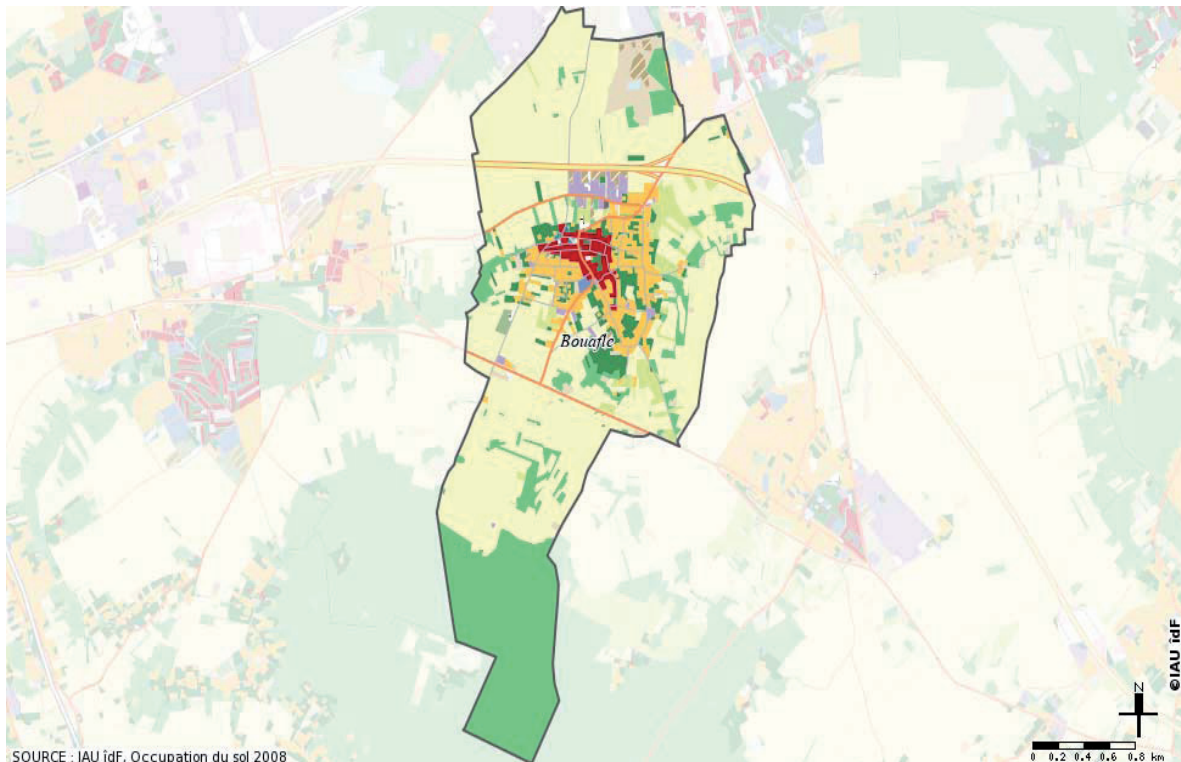 Bouafle
©IAU îdF
N
0 0.2 0.4 0.6 0.8 km
SOURCE : IAU îdF, Occupation du sol 2008